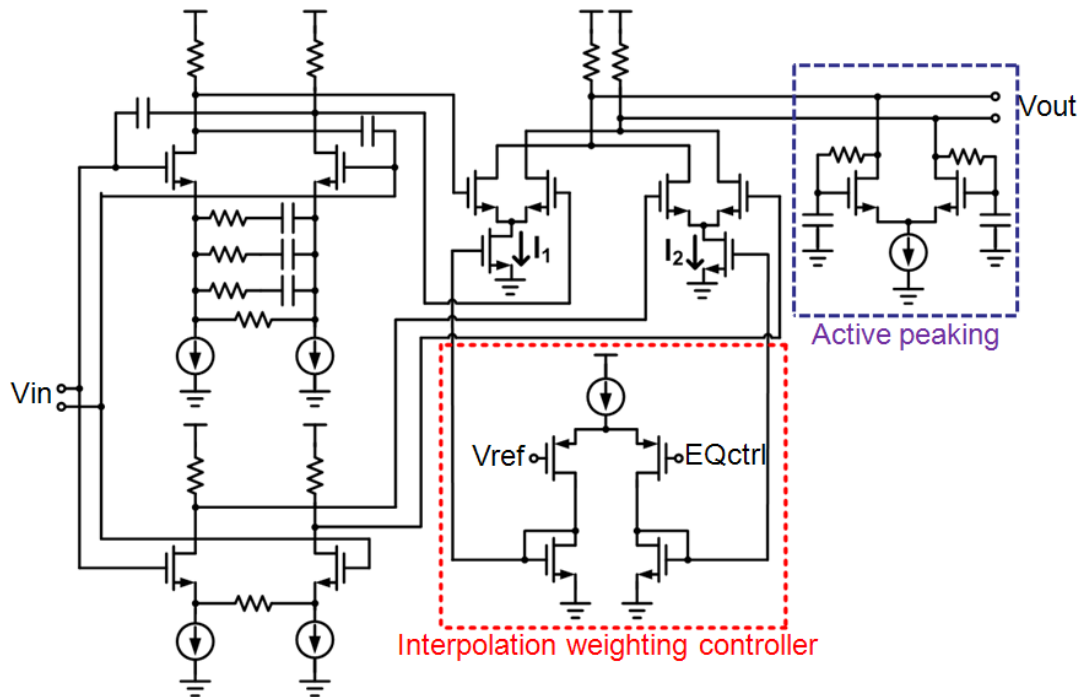 Vout
I1
I2
Active peaking
Vin
Vref
EQctrl
Interpolation weighting controller